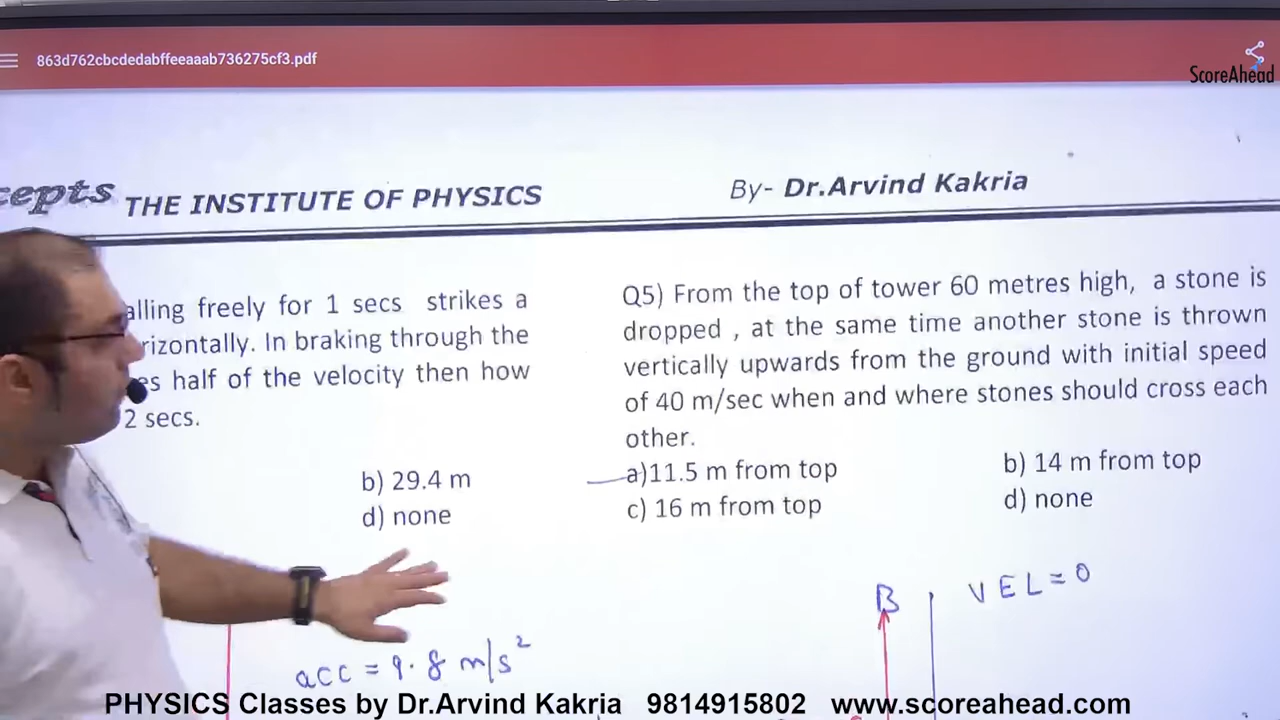 863d762cbcdedabffeeaaab736275cf3.pdf
ScoreAhead
THE INSTITUTE OF PHYSICS
By- Dr.Arvind Kakria
for 1 secs strikes a
In braking through the
half of the velocity then how
2 secs.
b) 29.4 m
d) none
Q5) From the top of tower 60 metres high, a stone is
dropped , at the same time another stone is thrown
vertically upwards from the ground with initial speed
of 40 m/sec when and where stones should cross each
other.
a)11.5 m from top
b) 14 m from top
c) 16 m from top
d) none
B
VEL = 0
acc = 9.8 m/s²
PHYSICS Classes by Dr.Arvind Kakria 9814915802 www.scoreahead.com